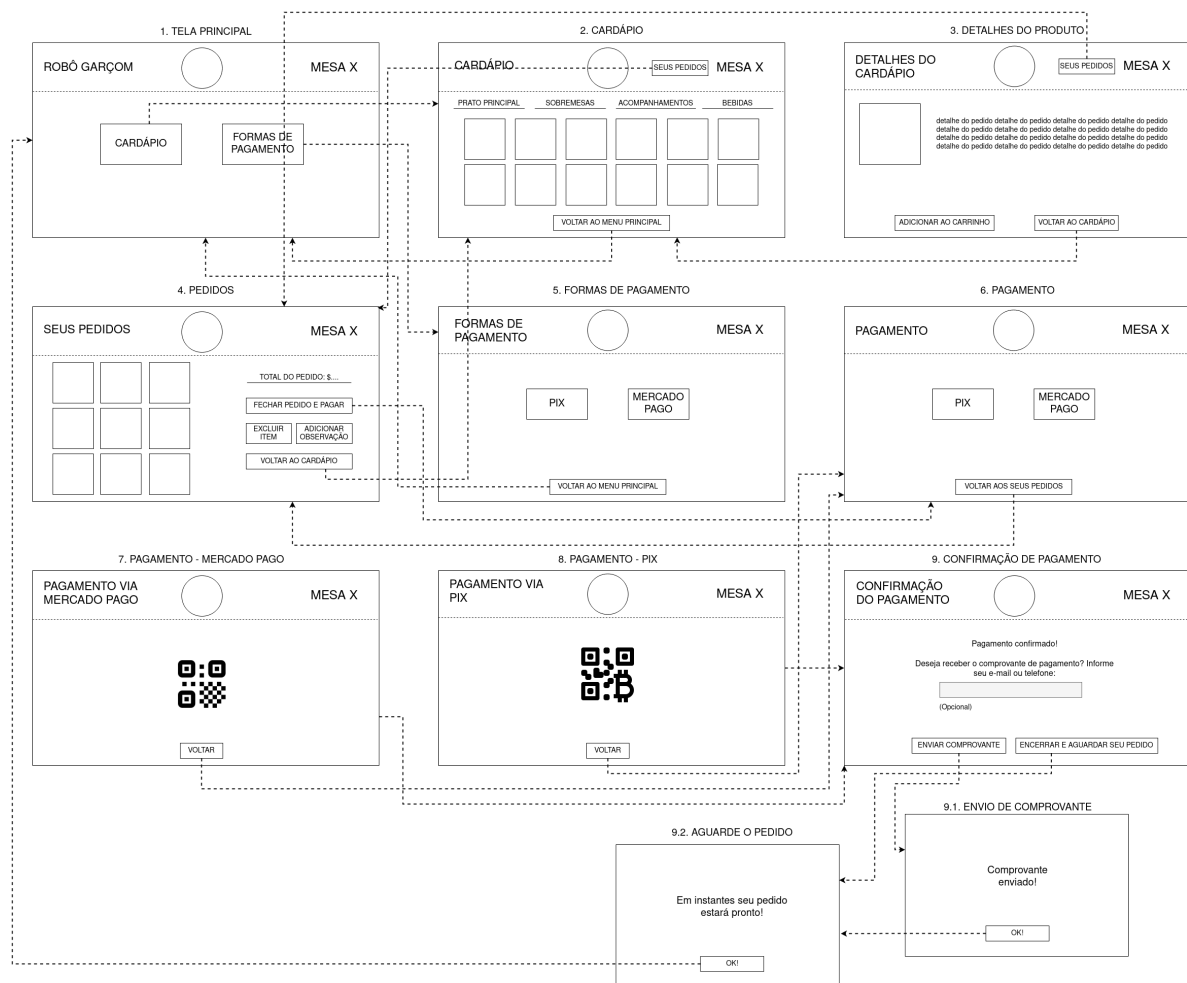 1. TELA PRINCIPAL
ROBÔ GARÇOM
MESA X
CARDÁPIO
FORMAS DE
PAGAMENTO
2. CARDÁPIO
CARDÁPIO
SEUS PEDIDOS
MESA X
PRATO PRINCIPAL
SOBREMESAS
ACOMPANHAMENTOS
BEBIDAS
VOLTAR AO MENU PRINCIPAL
3. DETALHES DO PRODUTO
DETALHES DO
CARDÁPIO
SEUS PEDIDOS
MESA X
detalhe do pedido detalhe do pedido detalhe do pedido detalhe do pedido
detalhe do pedido detalhe do pedido detalhe do pedido detalhe do pedido
detalhe do pedido detalhe do pedido detalhe do pedido detalhe do pedido
detalhe do pedido detalhe do pedido detalhe do pedido detalhe do pedido
ADICIONAR AO CARRINHO
VOLTAR AO CARDÁPIO
4. PEDIDOS
SEUS PEDIDOS
MESA X
TOTAL DO PEDIDO: $....
FECHAR PEDIDO E PAGAR
EXCLUIR
ITEM
ADICIONAR
OBSERVAÇÃO
VOLTAR AO CARDÁPIO
5. FORMAS DE PAGAMENTO
FORMAS DE
PAGAMENTO
MESA X
PIX
MERCADO
PAGO
VOLTAR AO MENU PRINCIPAL
6. PAGAMENTO
PAGAMENTO
MESA X
PIX
MERCADO
PAGO
VOLTAR AOS SEUS PEDIDOS
7. PAGAMENTO - MERCADO PAGO
PAGAMENTO VIA
MERCADO PAGO
MESA X
VOLTAR
8. PAGAMENTO - PIX
PAGAMENTO VIA
PIX
MESA X
VOLTAR
9. CONFIRMAÇÃO DE PAGAMENTO
CONFIRMAÇÃO
DO PAGAMENTO
MESA X
Pagamento confirmado!
Deseja receber o comprovante de pagamento? Informe
seu e-mail ou telefone:
(Opcional)
ENVIAR COMPROVANTE
ENCERRAR E AGUARDAR SEU PEDIDO
9.1. ENVIO DE COMPROVANTE
Comprovante
enviado!
OK!
9.2. AGUARDE O PEDIDO
Em instantes seu pedido
estará pronto!
OK!